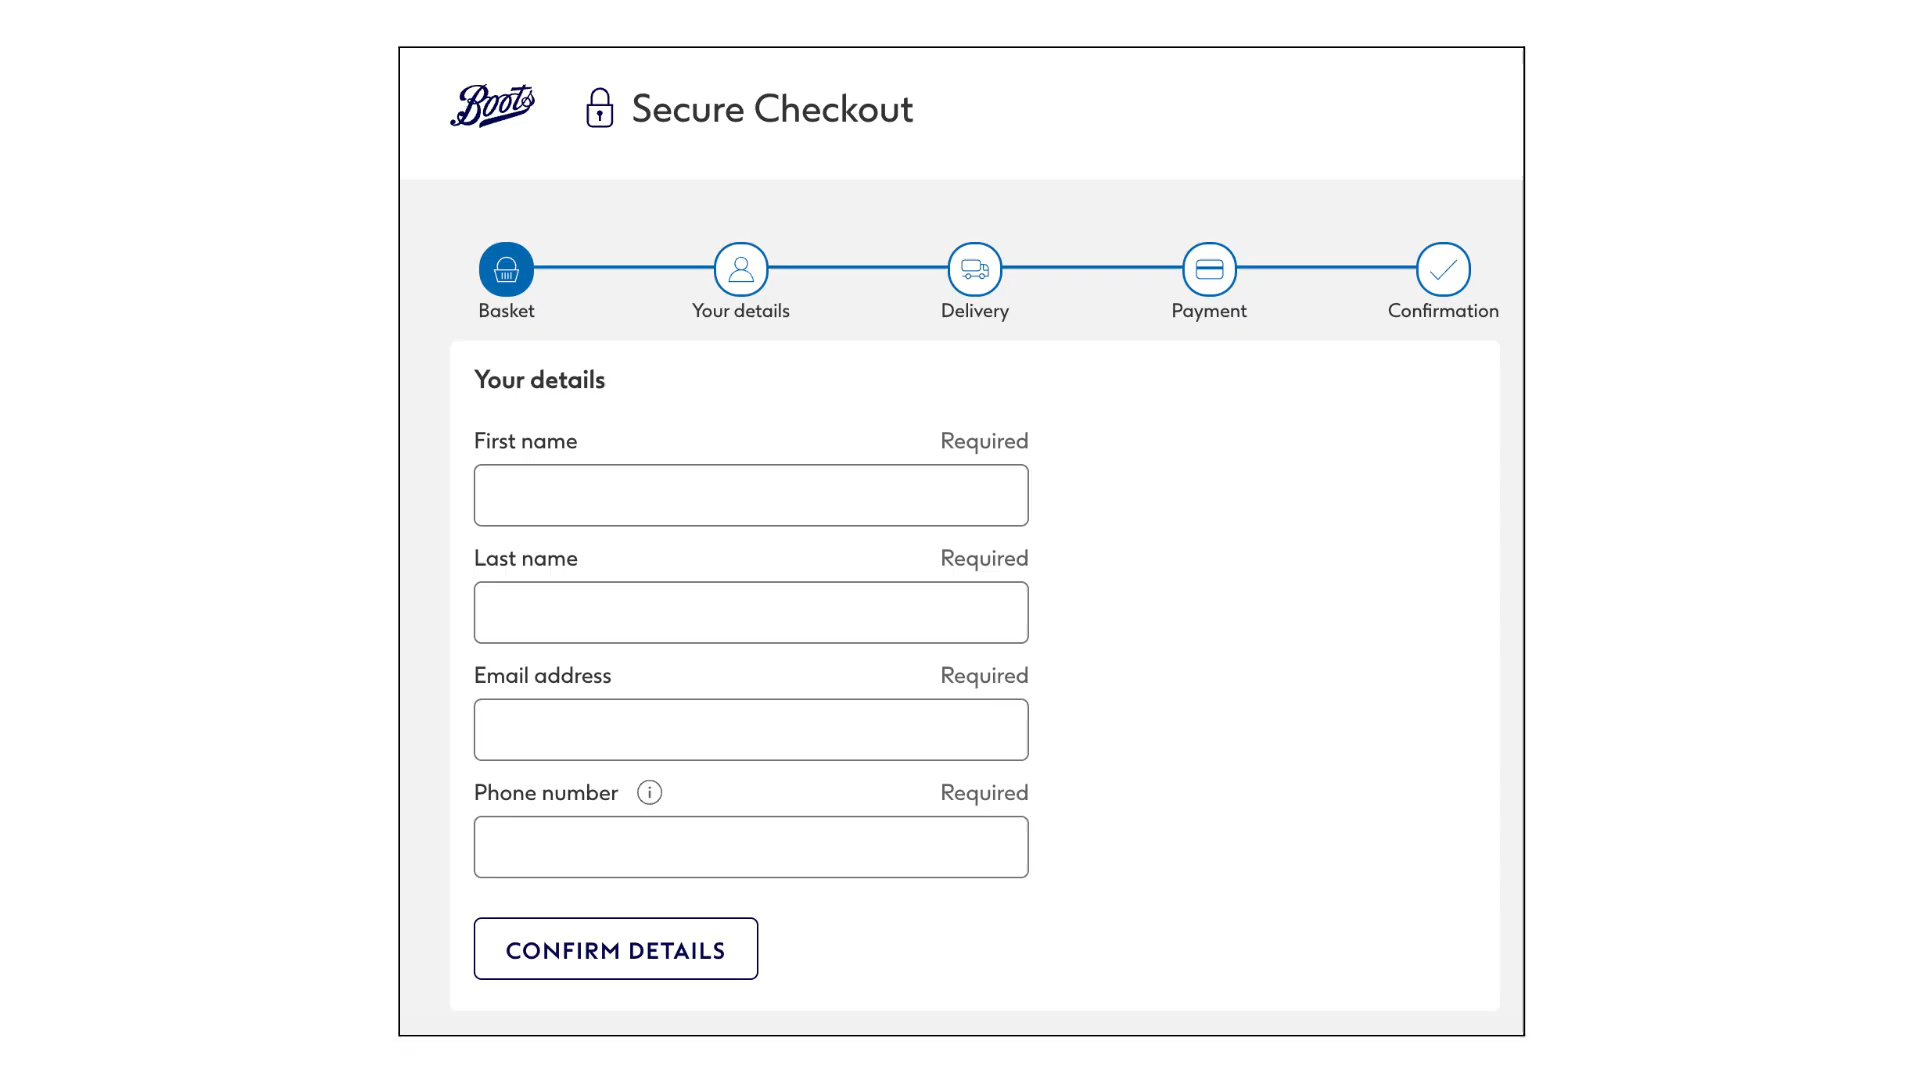 Boots Secure Checkout
Basket Your details Delivery Payment Confirmation
Your details
First name Required
Last name Required
Email address Required
Phone number i Required
CONFIRM DETAILS